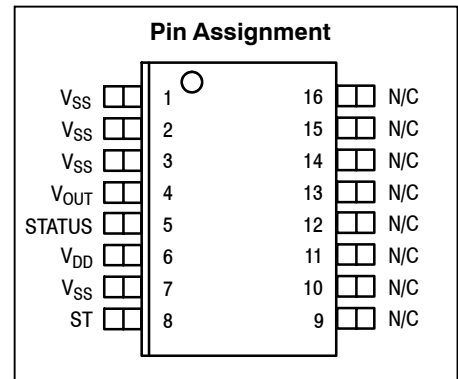 Pin Assignment
VSS 1 16 N/C
VSS 2 15 N/C
VSS 3 14 N/C
VOUT 4 13 N/C
STATUS 5 12 N/C
VDD 6 11 N/C
VSS 7 10 N/C
ST 8 9 N/C